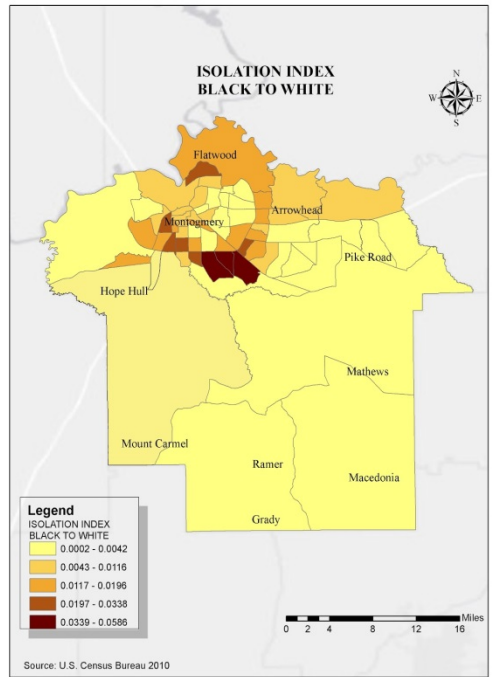 ISOLATION INDEX
BLACK TO WHITE
N
W E
S
Flatwood
Montogmery
Arrowhead
Pike Road
Hope Hull
Mathews
Mount Carmel
Ramer
Macedonia
Grady
Legend
ISOLATION INDEX
BLACK TO WHITE
0.0002 - 0.0042
0.0043 - 0.0116
0.0117 - 0.0196
0.0197 - 0.0338
0.0339 - 0.0586
Miles
0 2 4 8 12 16
Source: U.S. Census Bureau 2010